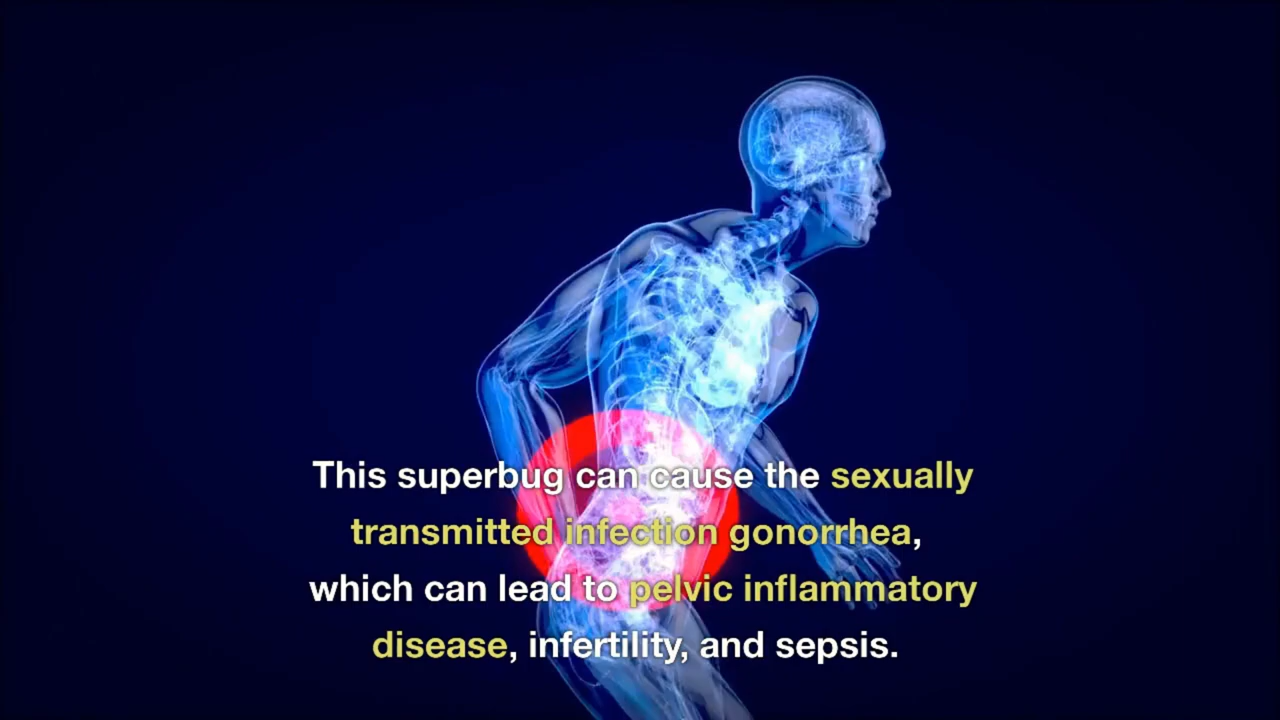 This superbug can cause the sexually
transmitted infection gonorrhea,
which can lead to pelvic inflammatory
disease, infertility, and sepsis.